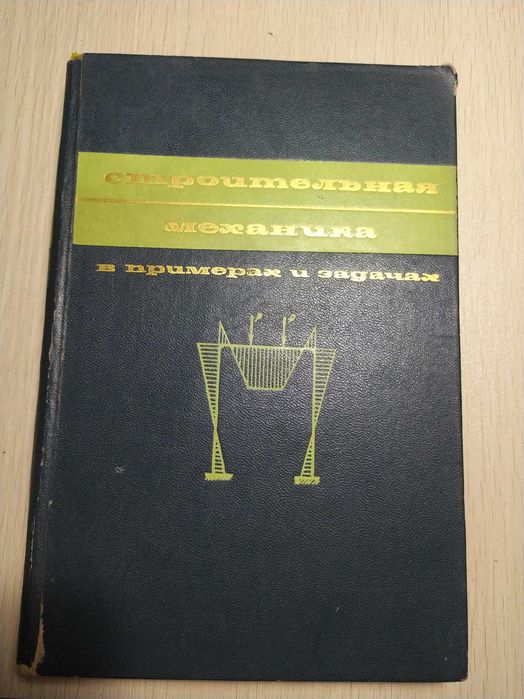 строительная
механика
в примерах и задачах